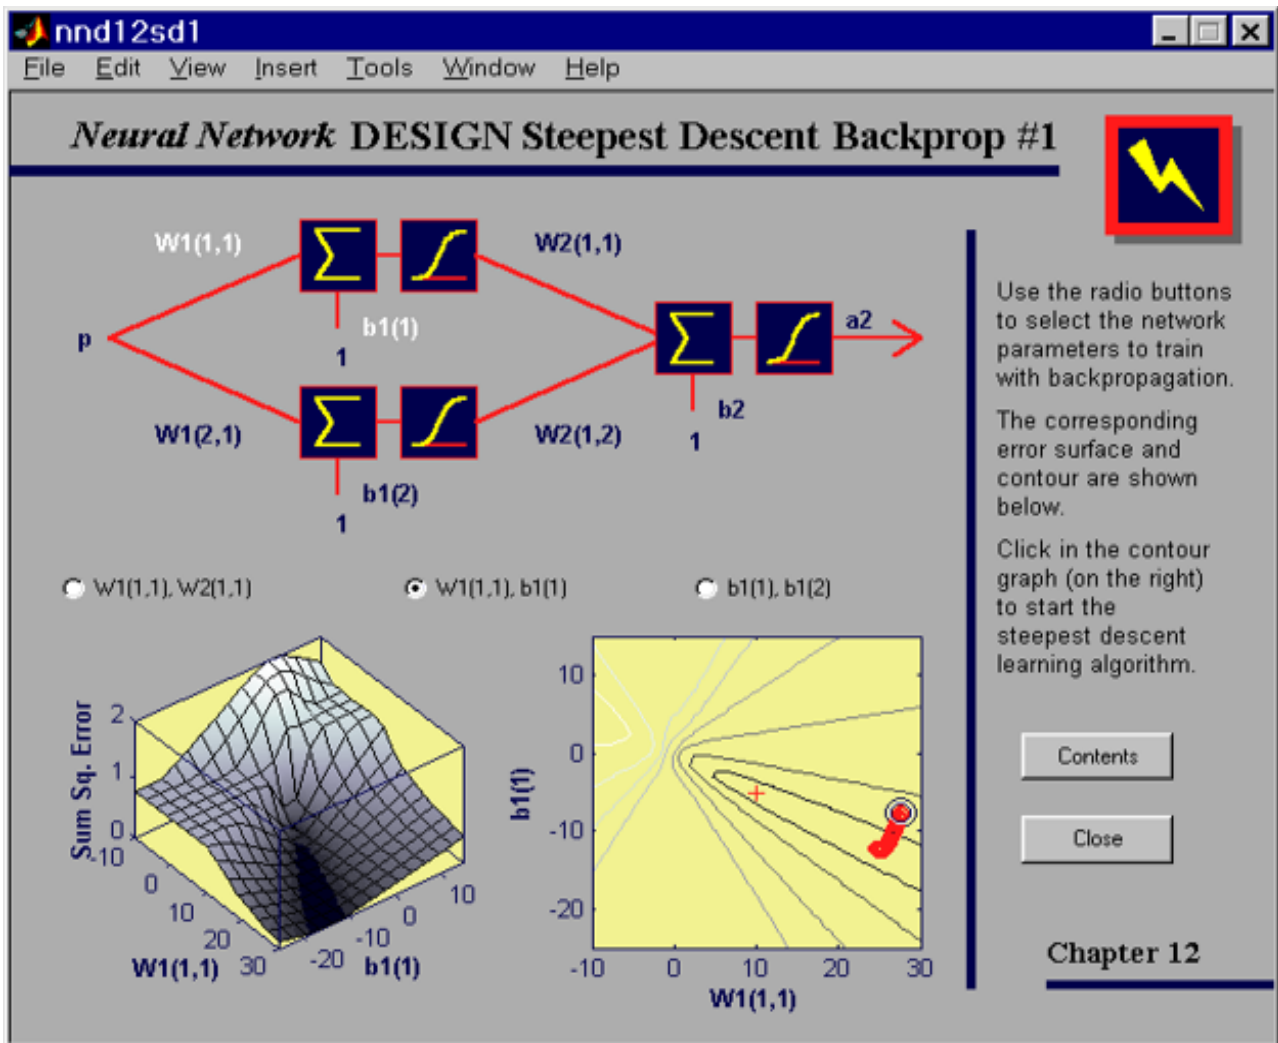 nnd12sd1
File Edit View Insert Tools Window Help
Neural Network DESIGN Steepest Descent Backprop #1
W1(1,1)
W2(1,1)
b1(1)
1
p
a2
b2
1
W1(2,1)
W2(1,2)
b1(2)
1
Use the radio buttons
to select the network
parameters to train
with backpropagation.
The corresponding
error surface and
contour are shown
below.
Click in the contour
graph (on the right)
to start the
steepest descent
learning algorithm.
W1(1,1), W2(1,1)
W1(1,1), b1(1)
b1(1), b1(2)
Sum Sq. Error
2
1
0
-10
0
10
20
30
W1(1,1)
-20
-10
0
10
b1(1)
b1(1)
10
0
-10
-20
-10 0 10 20 30
W1(1,1)
Contents
Close
Chapter 12